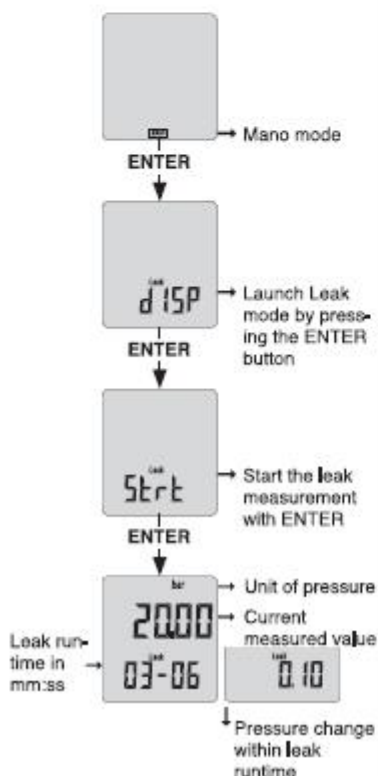 Mano mode
ENTER
Leak
dISP
Launch Leak
mode by press-
ing the ENTER
button
ENTER
Leak
Strt
Start the leak
measurement
with ENTER
ENTER
bar
Unit of pressure
20.00
Current
measured value
Leak run-
time in
mm:ss
Leak
03-06
Leak
0.10
Pressure change
within leak
runtime